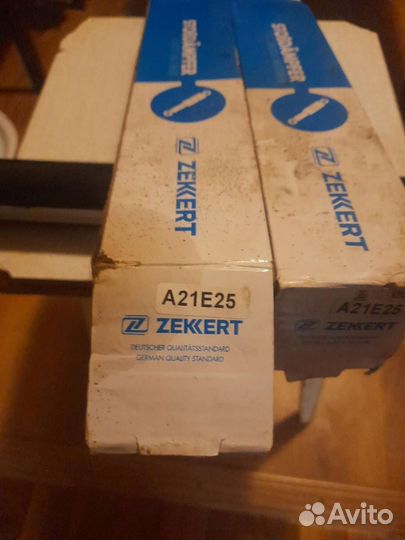 STOßDÄMPFER
ZEKKERT
STOßDÄMPFER
ZEKKERT
A21E25
ZEKKERT
DEUTSCHER QUALITÄTSSTANDARD
GERMAN QUALITY STANDARD
A21E25
ZEKKERT
Avito